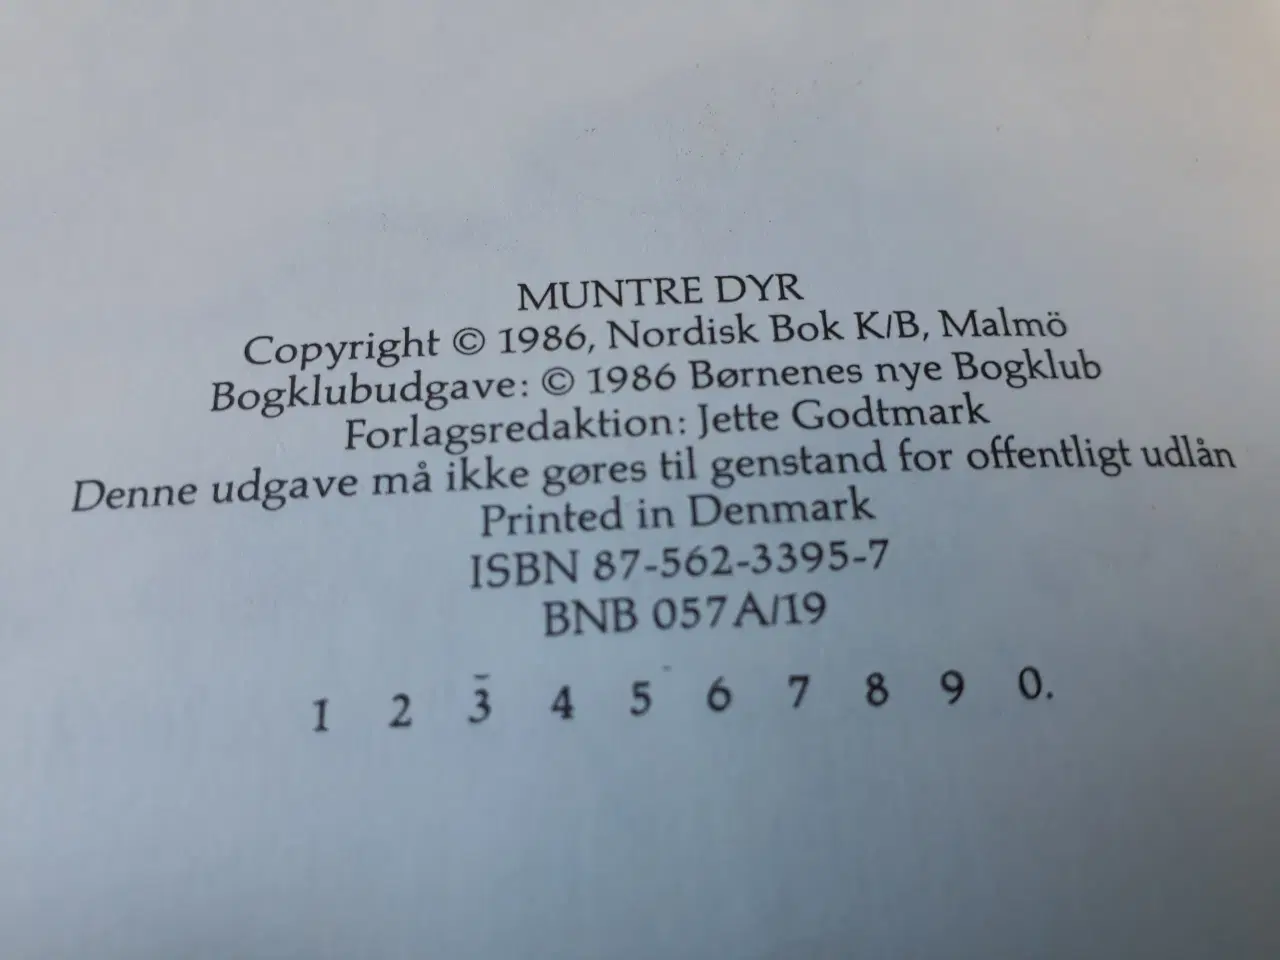 MUNTRE DYR
Copyright © 1986, Nordisk Bok K/B, Malmö
Bogklubudgave: © 1986 Børnenes nye Bogklub
Forlagsredaktion: Jette Godtmark
Denne udgave må ikke gøres til genstand for offentligt udlån
Printed in Denmark
ISBN 87-562-3395-7
BNB 057A/19
1 2 3 4 5 6 7 8 9 0.